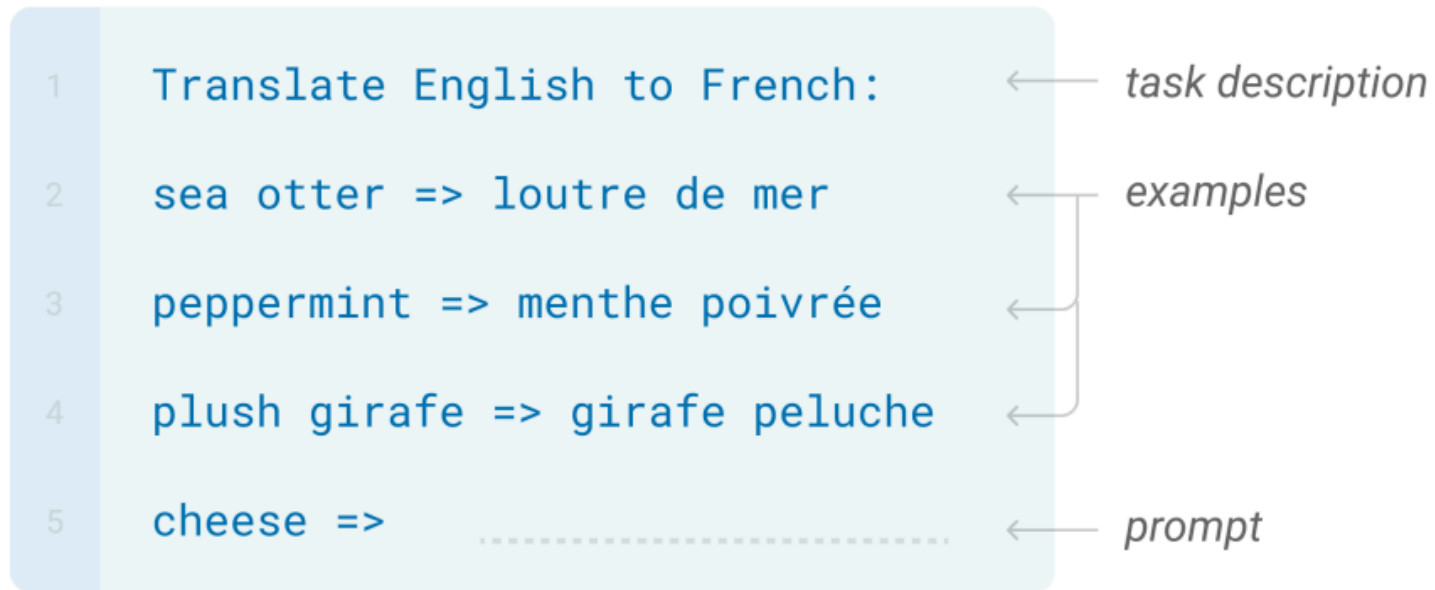 1 Translate English to French: task description
2 sea otter => loutre de mer examples
3 peppermint => menthe poivrée
4 plush girafe => girafe peluche
5 cheese => prompt